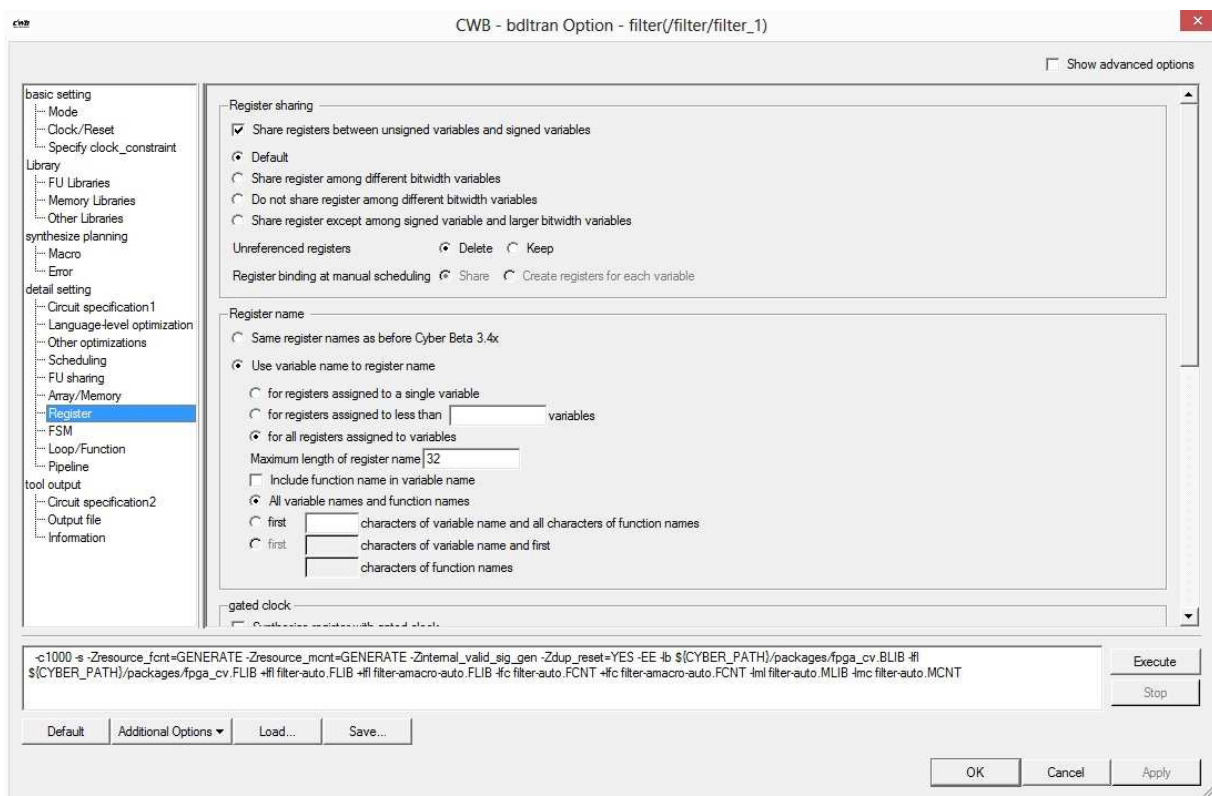 CWB
CWB - bdltran Option - filter(/filter/filter_1)
Show advanced options
basic setting
Mode
Clock/Reset
Specify clock_constraint
Library
FU Libraries
Memory Libraries
Other Libraries
synthesize planning
Macro
Error
detail setting
Circuit specification1
Language-level optimization
Other optimizations
Scheduling
FU sharing
Array/Memory
Register
FSM
Loop/Function
Pipeline
tool output
Circuit specification2
Output file
Information
Register sharing
Share registers between unsigned variables and signed variables
Default
Share register among different bitwidth variables
Do not share register among different bitwidth variables
Share register except among signed variable and larger bitwidth variables
Unreferenced registers Delete Keep
Register binding at manual scheduling Share Create registers for each variable
Register name
Same register names as before Cyber Beta 3.4x
Use variable name to register name
for registers assigned to a single variable
for registers assigned to less than variables
for all registers assigned to variables
Maximum length of register name 32
Include function name in variable name
All variable names and function names
first characters of variable name and all characters of function names
first characters of variable name and first
characters of function names
gated clock
Synthesize register with gated clock
-c1000 -s -Zresource_fcnt=GENERATE -Zresource_mcnt=GENERATE -Zinternal_valid_sig_gen -Zdup_reset=YES -EE -lb ${CYBER_PATH}/packages/fpga_cv.BLIB -lfl
${CYBER_PATH}/packages/fpga_cv.FLIB +lfl filter-auto.FLIB +lfl filter-amacro-auto.FLIB -lfc filter-auto.FCNT +lfc filter-amacro-auto.FCNT -lml filter-auto.MLIB -lmc filter-auto.MCNT
Execute
Stop
Default Additional Options Load... Save...
OK Cancel Apply